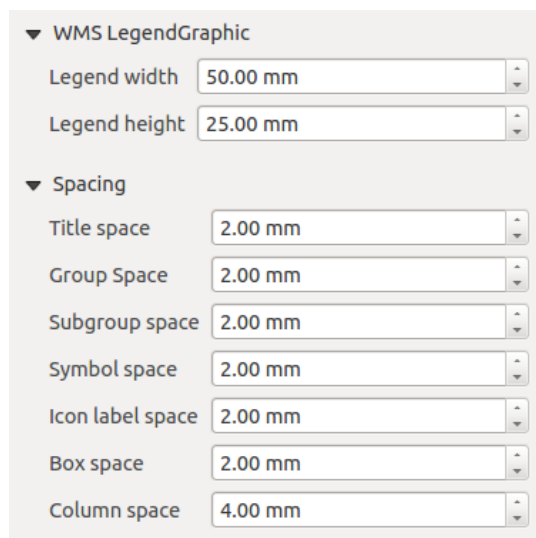 WMS LegendGraphic
Legend width 50.00 mm
Legend height 25.00 mm
Spacing
Title space 2.00 mm
Group Space 2.00 mm
Subgroup space 2.00 mm
Symbol space 2.00 mm
Icon label space 2.00 mm
Box space 2.00 mm
Column space 4.00 mm